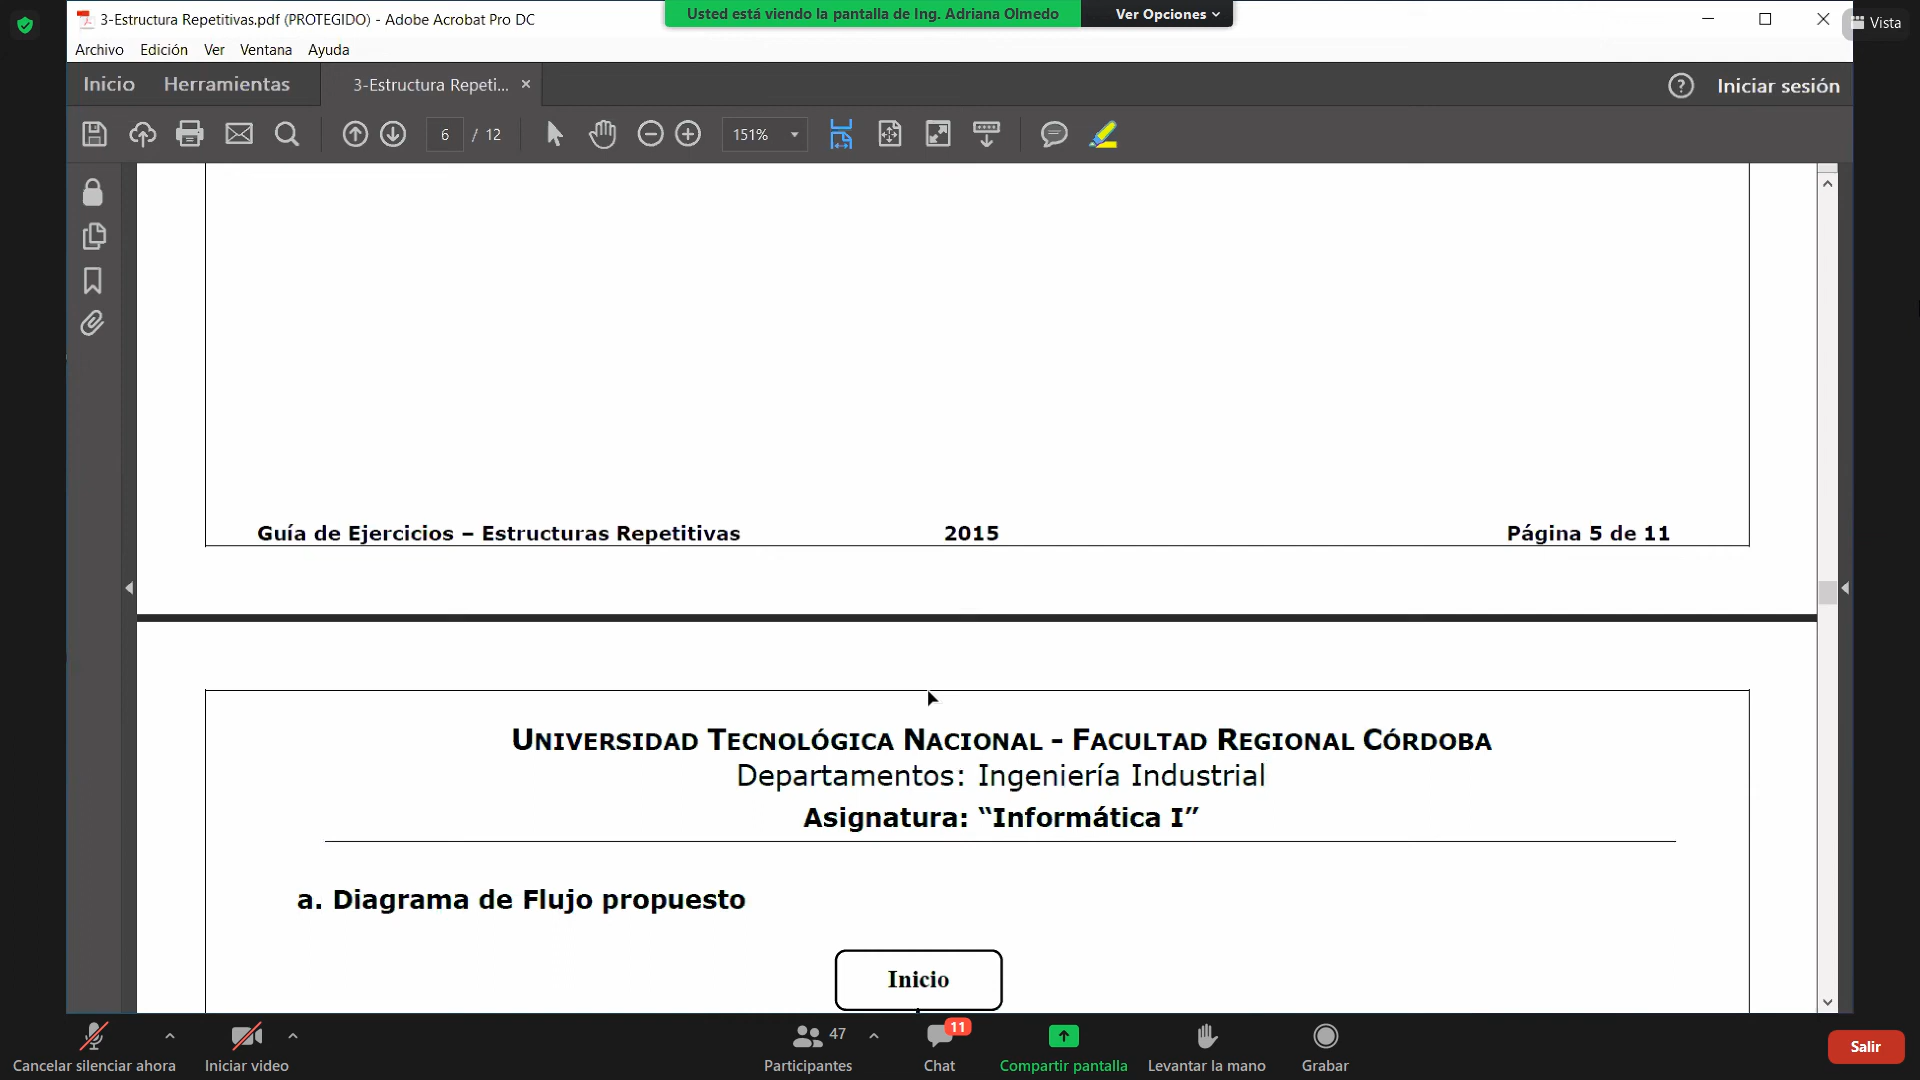 3-Estructura Repetitivas.pdf (PROTEGIDO) - Adobe Acrobat Pro DC
Usted está viendo la pantalla de Ing. Adriana Olmedo
Ver Opciones
Vista
Archivo Edición Ver Ventana Ayuda
Inicio Herramientas 3-Estructura Repeti... Iniciar sesión
6 / 12 151%
Guía de Ejercicios – Estructuras Repetitivas 2015 Página 5 de 11
UNIVERSIDAD TECNOLÓGICA NACIONAL - FACULTAD REGIONAL CÓRDOBA
Departamentos: Ingeniería Industrial
Asignatura: “Informática I”
a. Diagrama de Flujo propuesto
Inicio
47 11
Cancelar silenciar ahora Iniciar video Participantes Chat Compartir pantalla Levantar la mano Grabar Salir